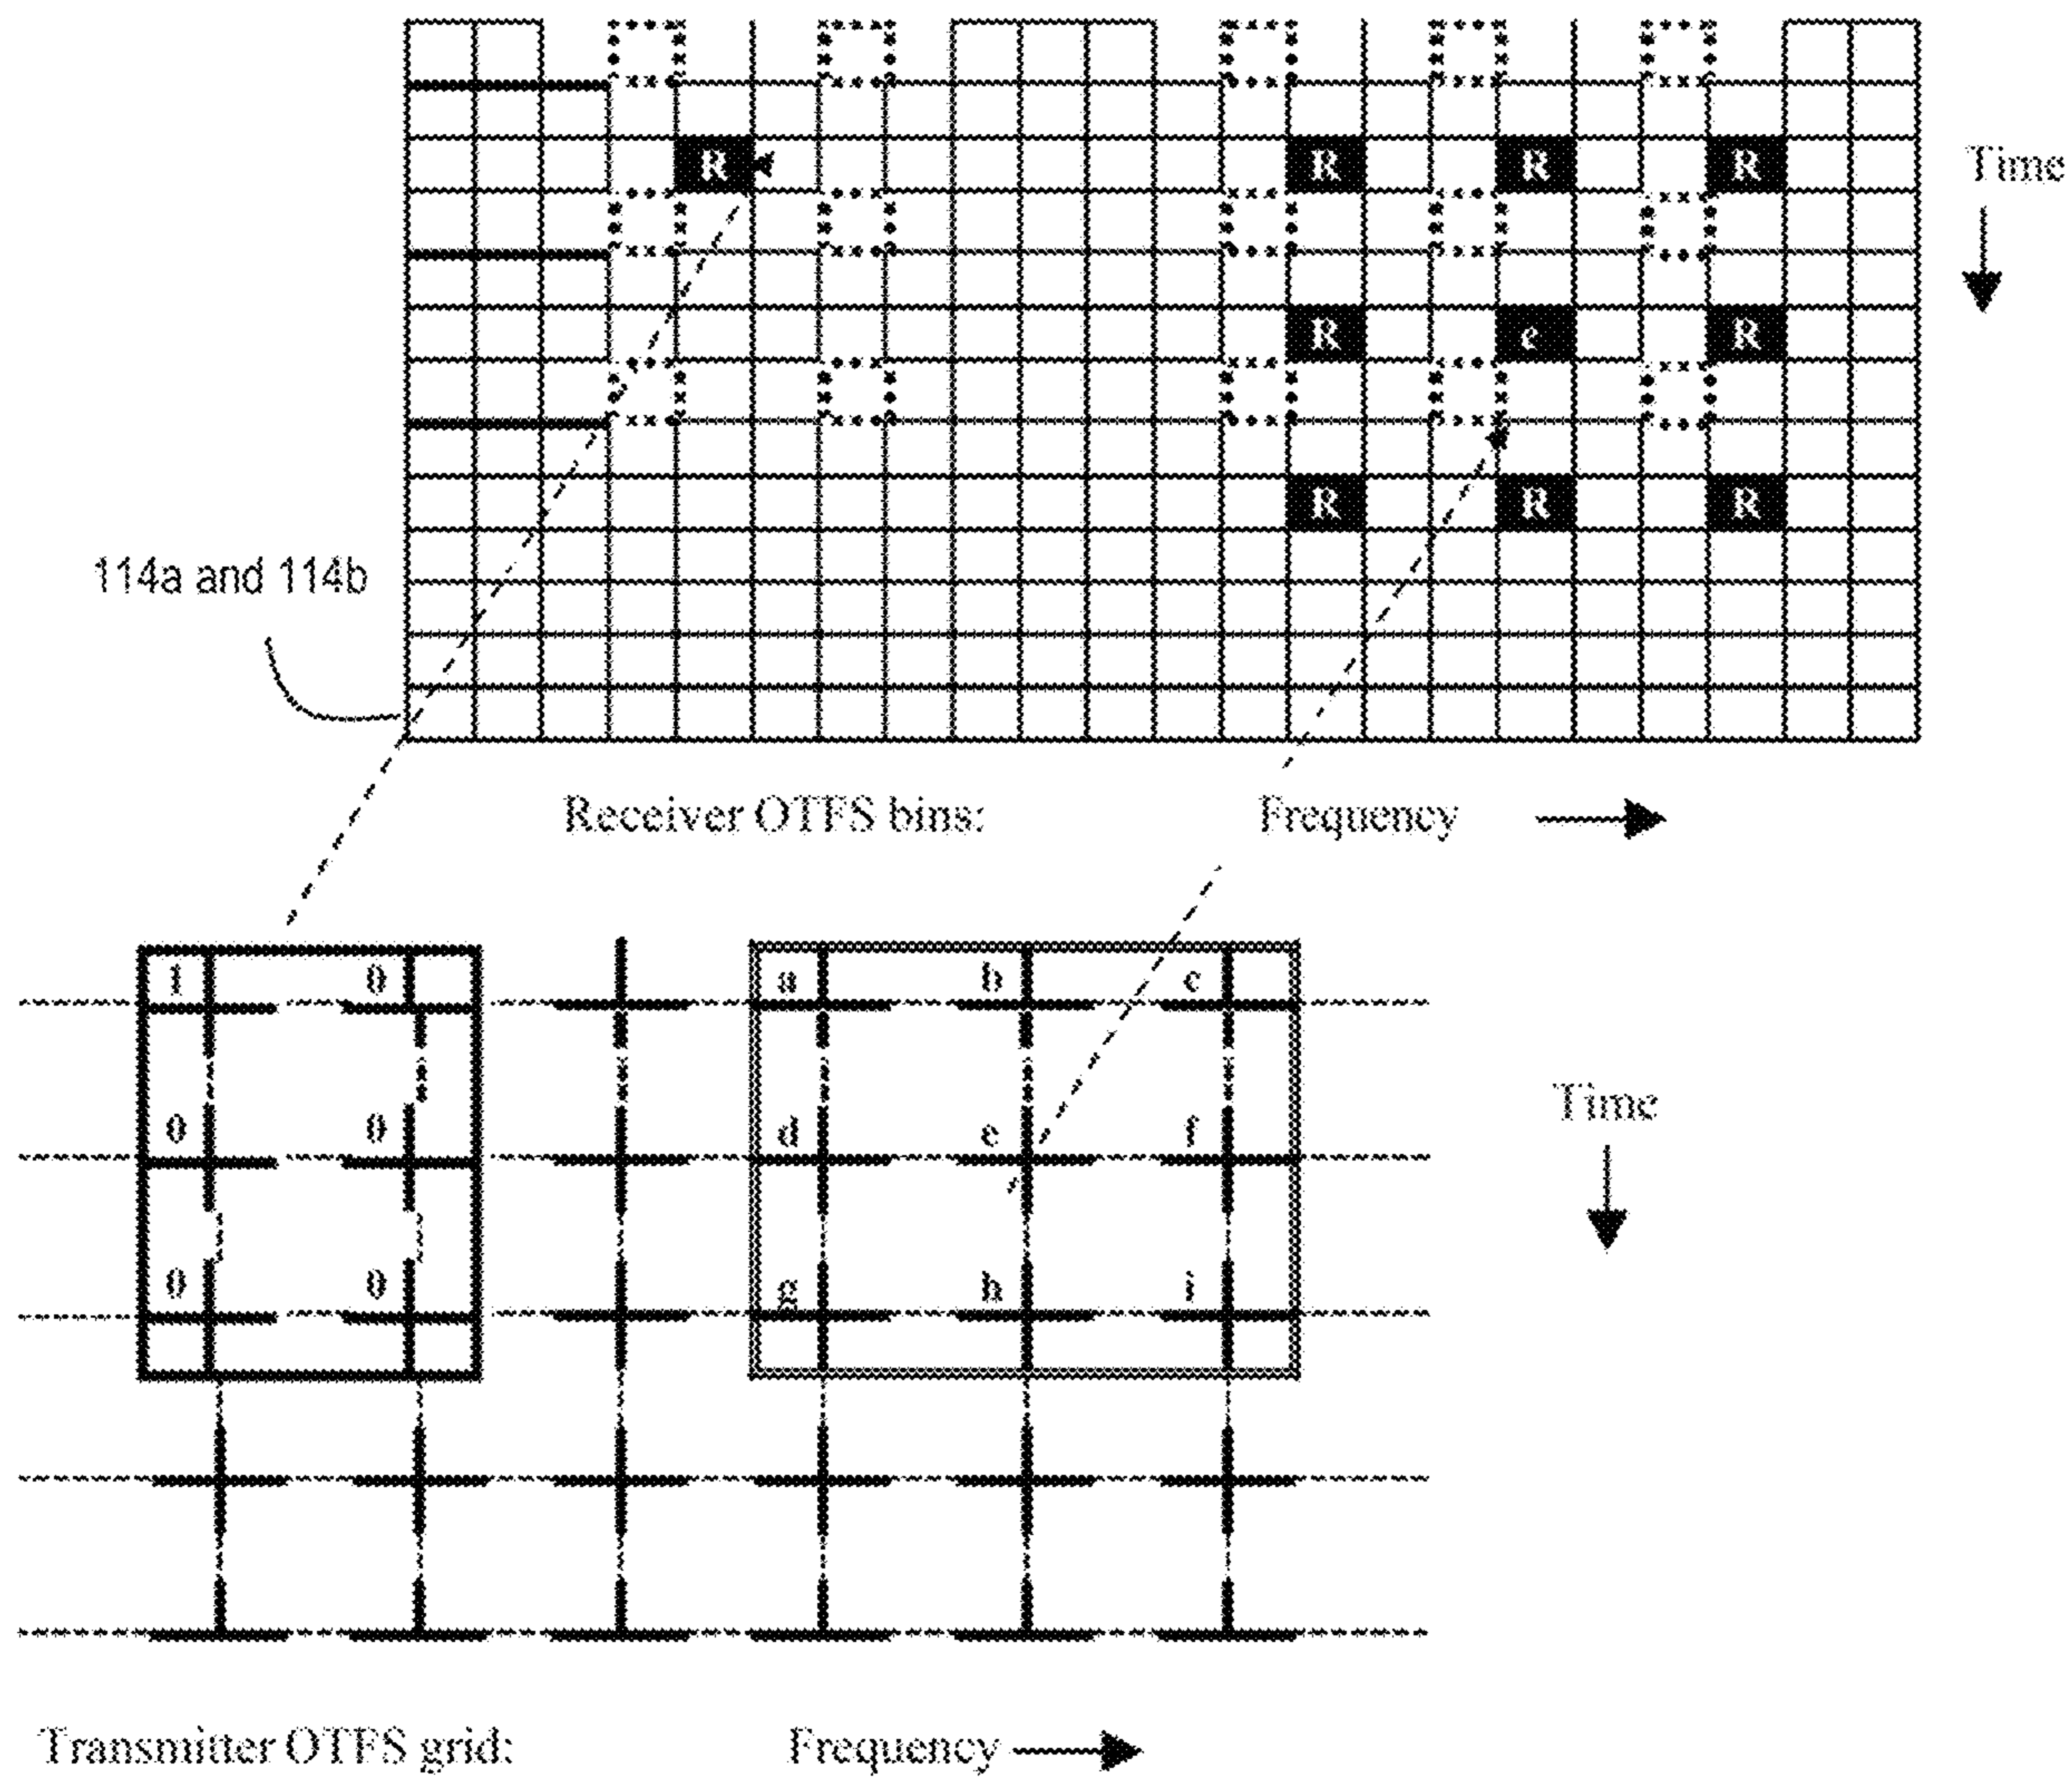 R R R R
Time
R e R
R R R
114a and 114b
Receiver OTFS bins: Frequency
1 0 a b c
0 0 d e f
Time
0 0 g h i
Transmitter OTFS grid: Frequency